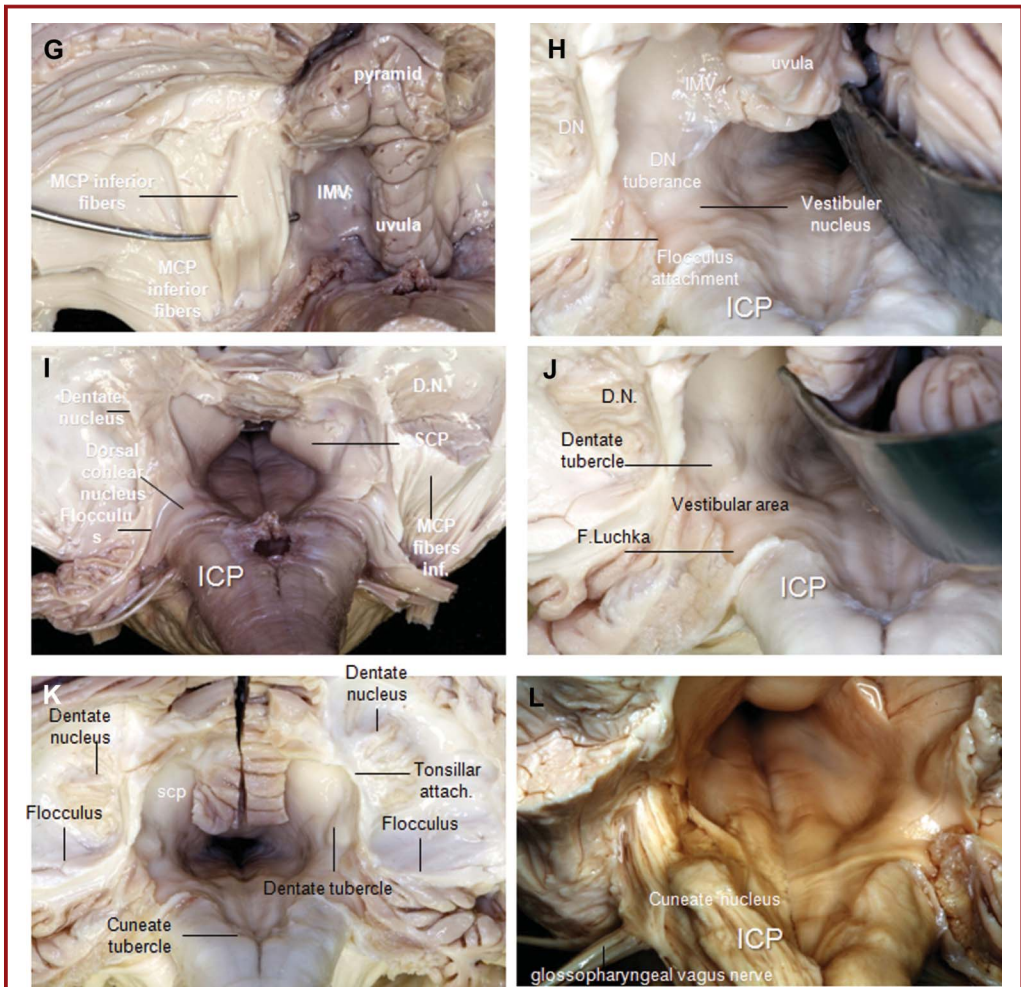 G
pyramid
MCP inferior
fibers
IMV
uvula
MCP
inferior
fibers
H
uvula
IMV
DN
DN
tuberance
Vestibuler
nucleus
Flocculus
attachment
ICP
I
D.N.
Dentate
nucleus
SCP
Dorsal
conlear
nucleus
Flocculu
s
MCP
fibers
inf.
ICP
J
D.N.
Dentate
tubercle
Vestibular area
F.Luchka
ICP
K
Dentate
nucleus
Dentate
nucleus
scp
Tonsillar
attach.
Flocculus
Flocculus
Dentate tubercle
Cuneate
tubercle
L
Cuneate nucleus
ICP
glossopharyngeal vagus nerve